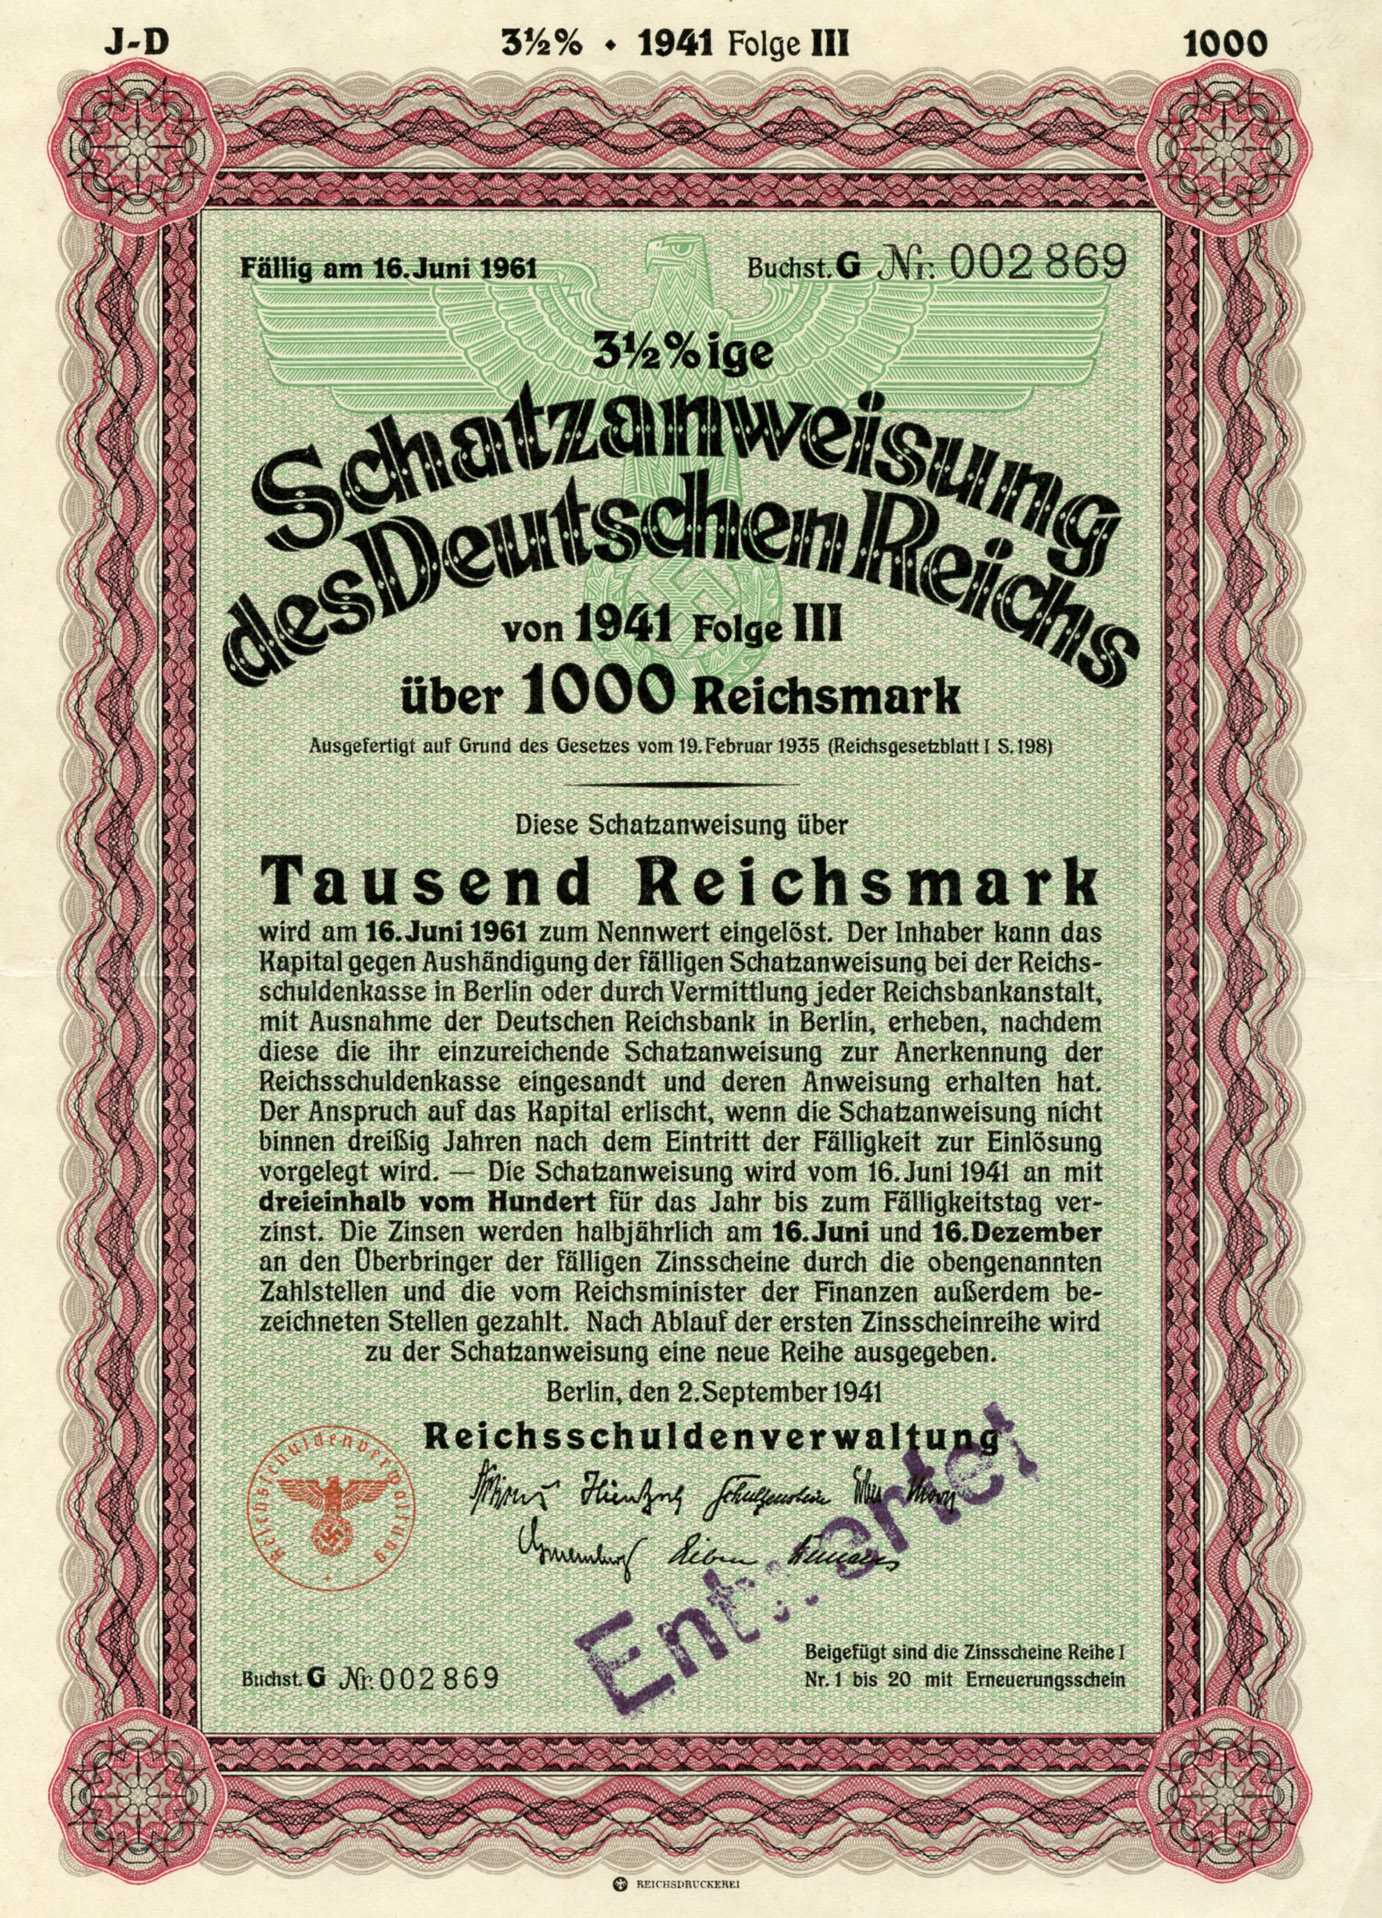 J-D 3½% • 1941 Folge III 1000
Fällig am 16. Juni 1961 Buchst. G Nr. 002869
3½%ige
Schatzanweisung
des Deutschen Reichs
von 1941 Folge III
über 1000 Reichsmark
Ausgefertigt auf Grund des Gesetzes vom 19. Februar 1935 (Reichsgesetzblatt I S. 198)
Diese Schatzanweisung über
Tausend Reichsmark
wird am 16. Juni 1961 zum Nennwert eingelöst. Der Inhaber kann das
Kapital gegen Aushändigung der fälligen Schatzanweisung bei der Reichs-
schuldenkasse in Berlin oder durch Vermittlung jeder Reichsbankanstalt,
mit Ausnahme der Deutschen Reichsbank in Berlin, erheben, nachdem
diese die ihr einzureichende Schatzanweisung zur Anerkennung der
Reichsschuldenkasse eingesandt und deren Anweisung erhalten hat.
Der Anspruch auf das Kapital erlischt, wenn die Schatzanweisung nicht
binnen dreißig Jahren nach dem Eintritt der Fälligkeit zur Einlösung
vorgelegt wird. — Die Schatzanweisung wird vom 16. Juni 1941 an mit
dreieinhalb vom Hundert für das Jahr bis zum Fälligkeitstag ver-
zinst. Die Zinsen werden halbjährlich am 16. Juni und 16. Dezember
an den Überbringer der fälligen Zinsscheine durch die obengenannten
Zahlstellen und die vom Reichsminister der Finanzen außerdem be-
zeichneten Stellen gezahlt. Nach Ablauf der ersten Zinsscheinreihe wird
zu der Schatzanweisung eine neue Reihe ausgegeben.
Berlin, den 2. September 1941
Reichsschuldenverwaltung
Reichsschuldenverwaltung
Entwertet
Beigefügt sind die Zinsscheine Reihe I
Nr. 1 bis 20 mit Erneuerungsschein
Buchst. G Nr. 002869
REICHSDRUCKEREI